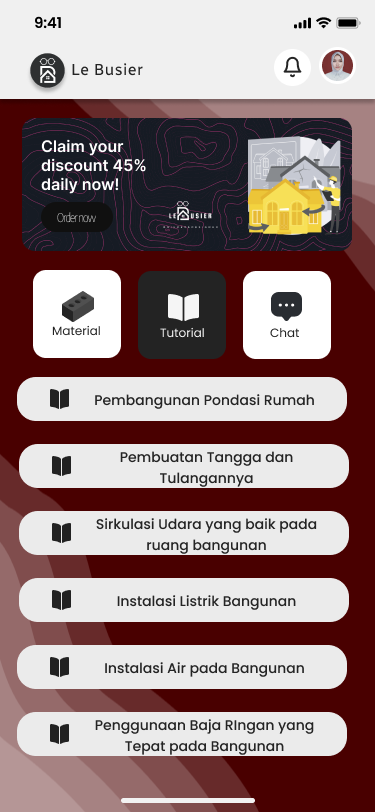 9:41
Le Busier
Claim your
discount 45%
daily now!
Order now
LE BUSIER
Material
Tutorial
Chat
Pembangunan Pondasi Rumah
Pembuatan Tangga dan
Tulangannya
Sirkulasi Udara yang baik pada
ruang bangunan
Instalasi Listrik Bangunan
Instalasi Air pada Bangunan
Penggunaan Baja RIngan yang
Tepat pada Bangunan